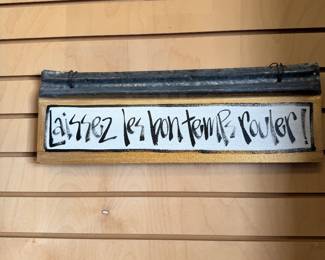 Laissez les bon temps rouler!